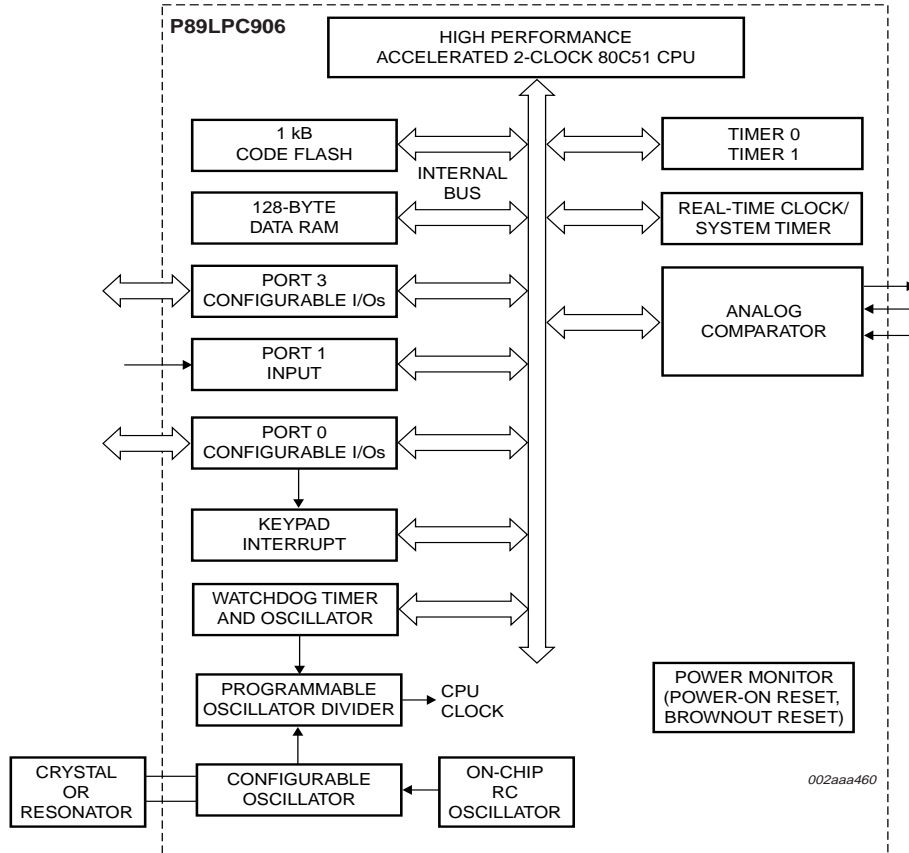 P89LPC906
HIGH PERFORMANCE
ACCELERATED 2-CLOCK 80C51 CPU
1 kB
CODE FLASH
INTERNAL
BUS
128-BYTE
DATA RAM
PORT 3
CONFIGURABLE I/Os
PORT 1
INPUT
PORT 0
CONFIGURABLE I/Os
KEYPAD
INTERRUPT
WATCHDOG TIMER
AND OSCILLATOR
PROGRAMMABLE
OSCILLATOR DIVIDER
CPU
CLOCK
CRYSTAL
OR
RESONATOR
CONFIGURABLE
OSCILLATOR
ON-CHIP
RC
OSCILLATOR
TIMER 0
TIMER 1
REAL-TIME CLOCK/
SYSTEM TIMER
ANALOG
COMPARATOR
POWER MONITOR
(POWER-ON RESET,
BROWNOUT RESET)
002aaa460